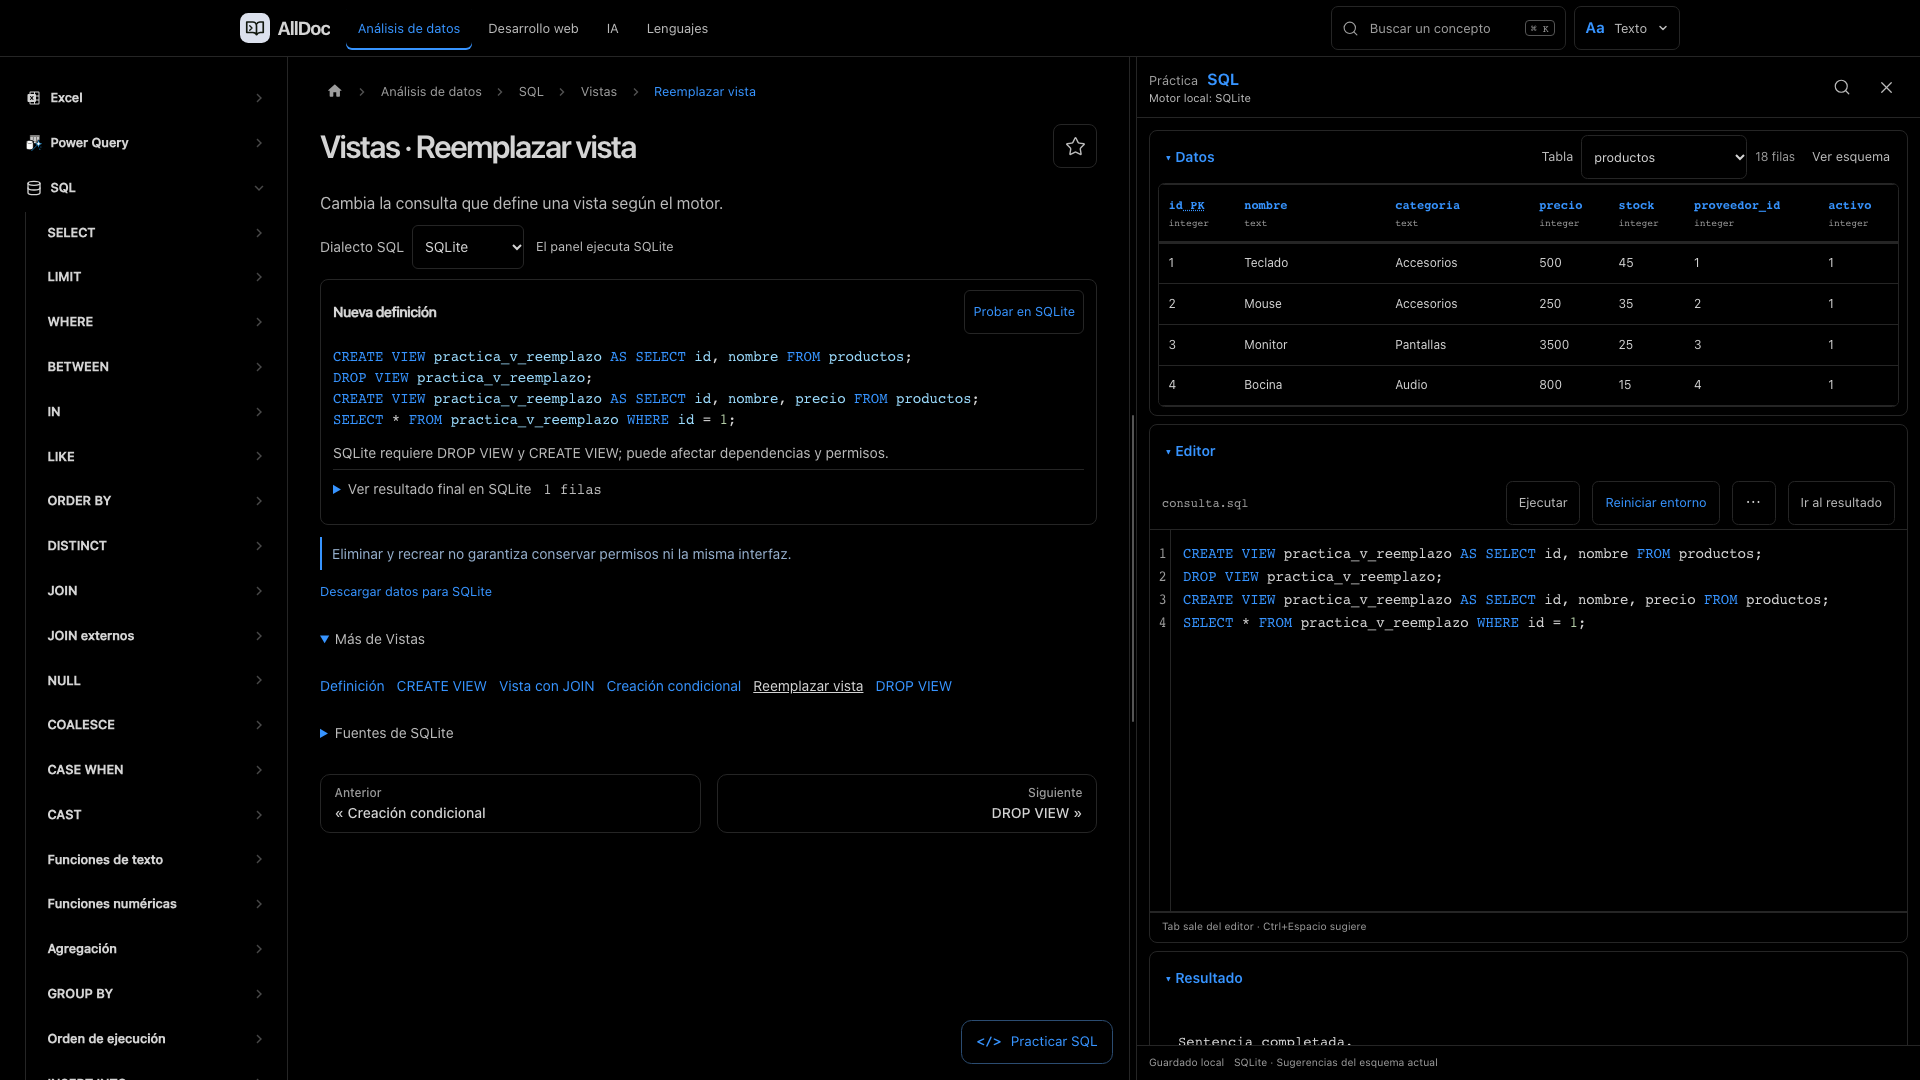 AllDoc
Análisis de datos
Desarrollo web
IA
Lenguajes
Buscar un concepto
⌘ K
Aa Texto
Excel
Power Query
SQL
SELECT
LIMIT
WHERE
BETWEEN
IN
LIKE
ORDER BY
DISTINCT
JOIN
JOIN externos
NULL
COALESCE
CASE WHEN
CAST
Funciones de texto
Funciones numéricas
Agregación
GROUP BY
Orden de ejecución
Análisis de datos > SQL > Vistas > Reemplazar vista
Vistas · Reemplazar vista
Cambia la consulta que define una vista según el motor.
Dialecto SQL SQLite El panel ejecuta SQLite
Nueva definición
Probar en SQLite
CREATE VIEW practica_v_reemplazo AS SELECT id, nombre FROM productos;
DROP VIEW practica_v_reemplazo;
CREATE VIEW practica_v_reemplazo AS SELECT id, nombre, precio FROM productos;
SELECT * FROM practica_v_reemplazo WHERE id = 1;
SQLite requiere DROP VIEW y CREATE VIEW; puede afectar dependencias y permisos.
Ver resultado final en SQLite 1 filas
Eliminar y recrear no garantiza conservar permisos ni la misma interfaz.
Descargar datos para SQLite
Más de Vistas
Definición CREATE VIEW Vista con JOIN Creación condicional Reemplazar vista DROP VIEW
Fuentes de SQLite
Anterior
« Creación condicional
Siguiente
DROP VIEW »
</> Practicar SQL
Práctica SQL
Motor local: SQLite
Datos
Tabla productos 18 filas Ver esquema
id PK nombre categoria precio stock proveedor_id activo
integer text text integer integer integer integer
1 Teclado Accesorios 500 45 1 1
2 Mouse Accesorios 250 35 2 1
3 Monitor Pantallas 3500 25 3 1
4 Bocina Audio 800 15 4 1
Editor
consulta.sql
Ejecutar
Reiniciar entorno
···
Ir al resultado
1 CREATE VIEW practica_v_reemplazo AS SELECT id, nombre FROM productos;
2 DROP VIEW practica_v_reemplazo;
3 CREATE VIEW practica_v_reemplazo AS SELECT id, nombre, precio FROM productos;
4 SELECT * FROM practica_v_reemplazo WHERE id = 1;
Tab sale del editor · Ctrl+Espacio sugiere
Resultado
Sentencia completada.
Guardado local SQLite · Sugerencias del esquema actual